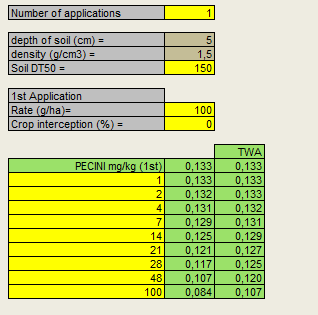 Number of applications 1
depth of soil (cm) = 5
density (g/cm3) = 1,5
Soil DT50 = 150
1st Application
Rate (g/ha)= 100
Crop interception (%) = 0
TWA
PECINI mg/kg (1st) 0,133 0,133
1 0,133 0,133
2 0,132 0,133
4 0,131 0,132
7 0,129 0,131
14 0,125 0,129
21 0,121 0,127
28 0,117 0,125
48 0,107 0,120
100 0,084 0,107